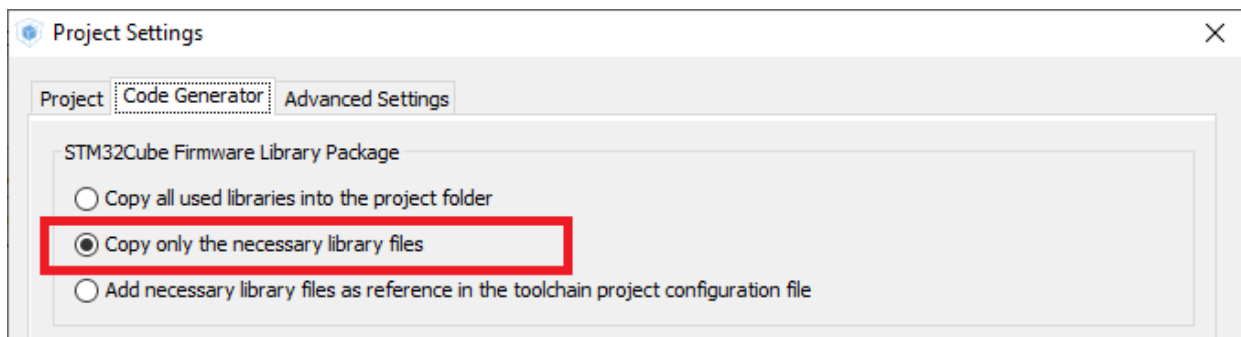 Project Settings
Project Code Generator Advanced Settings
STM32Cube Firmware Library Package
Copy all used libraries into the project folder
Copy only the necessary library files
Add necessary library files as reference in the toolchain project configuration file